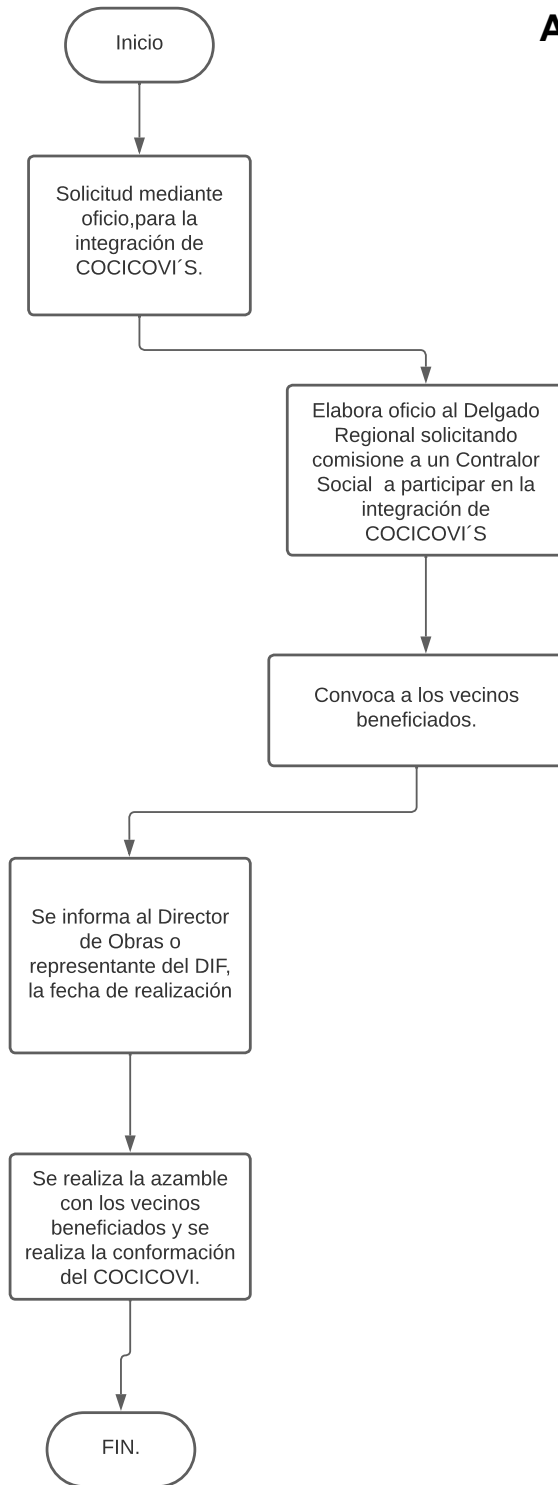 Inicio
A
Solicitud mediante
oficio,para la
integración de
COCICOVI´S.
Elabora oficio al Delgado
Regional solicitando
comisione a un Contralor
Social  a participar en la
integración de
COCICOVI´S
Convoca a los vecinos
beneficiados.
Se informa al Director
de Obras o
representante del DIF,
la fecha de realización
Se realiza la azamble
con los vecinos
beneficiados y se
realiza la conformación
del COCICOVI.
FIN.